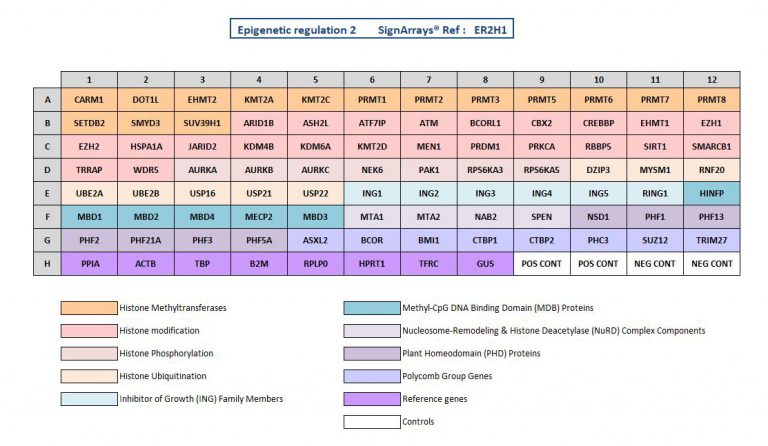 Epigenetic regulation 2 SignArrays® Ref : ER2H1
1 2 3 4 5 6 7 8 9 10 11 12
A CARM1 DOT1L EHMT2 KMT2A KMT2C PRMT1 PRMT2 PRMT3 PRMT5 PRMT6 PRMT7 PRMT8
B SETDB2 SMYD3 SUV39H1 ARID1B ASH2L ATF7IP ATM BCORL1 CBX2 CREBBP EHMT1 EZH1
C EZH2 HSPA1A JARID2 KDM4B KDM6A KMT2D MEN1 PRDM1 PRKCA RBBP5 SIRT1 SMARCB1
D TRRAP WDR5 AURKA AURKB AURKC NEK6 PAK1 RPS6KA3 RPS6KA5 DZIP3 MYSM1 RNF20
E UBE2A UBE2B USP16 USP21 USP22 ING1 ING2 ING3 ING4 ING5 RING1 HINFP
F MBD1 MBD2 MBD4 MECP2 MBD3 MTA1 MTA2 NAB2 SPEN NSD1 PHF1 PHF13
G PHF2 PHF21A PHF3 PHF5A ASXL2 BCOR BMI1 CTBP1 CTBP2 PHC3 SUZ12 TRIM27
H PPIA ACTB TBP B2M RPLP0 HPRT1 TFRC GUS POS CONT POS CONT NEG CONT NEG CONT
Histone Methyltransferases
Histone modification
Histone Phosphorylation
Histone Ubiquitination
Inhibitor of Growth (ING) Family Members
Methyl-CpG DNA Binding Domain (MDB) Proteins
Nucleosome-Remodeling & Histone Deacetylase (NuRD) Complex Components
Plant Homeodomain (PHD) Proteins
Polycomb Group Genes
Reference genes
Controls